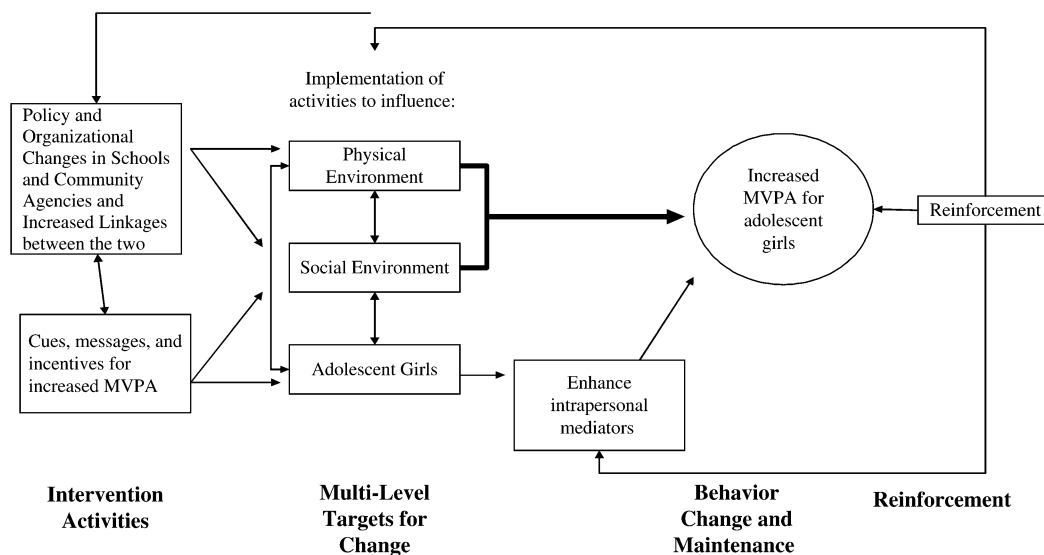 Implementation of
activities to influence:
Policy and
Organizational
Changes in Schools
and Community
Agencies and
Increased Linkages
between the two
Physical
Environment
Increased
MVPA for
adolescent
girls
Reinforcement
Social Environment
Cues, messages, and
incentives for
increased MVPA
Adolescent Girls
Enhance
intrapersonal
mediators
Intervention
Activities
Multi-Level
Targets for
Change
Behavior
Change and
Maintenance
Reinforcement